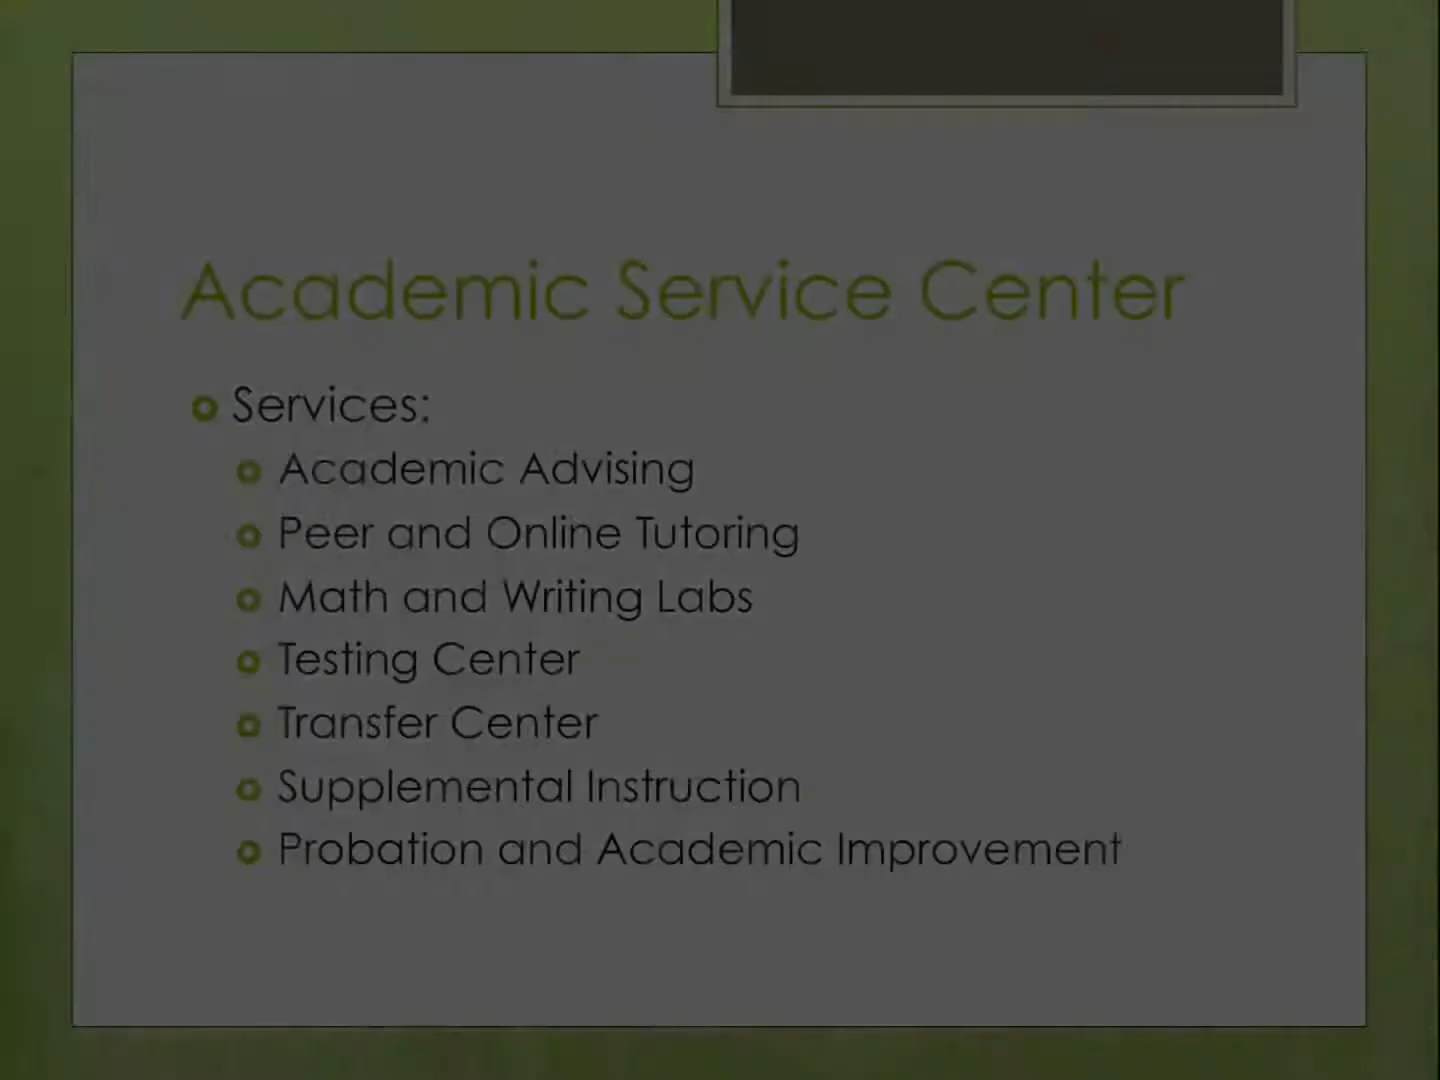 Academic Service Center
Services:
Academic Advising
Peer and Online Tutoring
Math and Writing Labs
Testing Center
Transfer Center
Supplemental Instruction
Probation and Academic Improvement